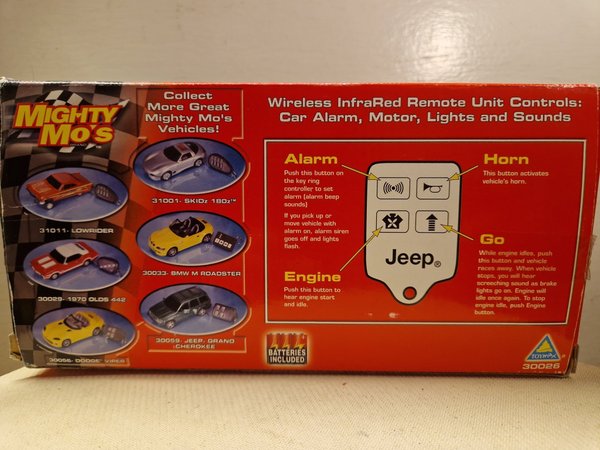 MIGHTY
MO'S
Collect
More Great
Mighty Mo's
Vehicles!
31001- SKIDz 180z™
31011- LOWRIDER
30033- BMW M ROADSTER
30029- 1970 OLDS 442
30059- JEEP® GRAND
CHEROKEE
30056- DODGE VIPER
Wireless InfraRed Remote Unit Controls:
Car Alarm, Motor, Lights and Sounds
Alarm
Push this button on
the key ring
controller to set
alarm (alarm beep
sounds)
If you pick up or
move vehicle with
alarm on, alarm siren
goes off and lights
flash.
Engine
Push this button to
hear engine start
and idle.
Jeep®
Horn
This button activates
vehicle's horn.
Go
While engine idles, push
this button and vehicle
races away. When vehicle
stops, you will hear
screeching sound as brake
lights go on. Engine will
idle once again. To stop
engine idle, push Engine
button.
BATTERIES
INCLUDED
30026